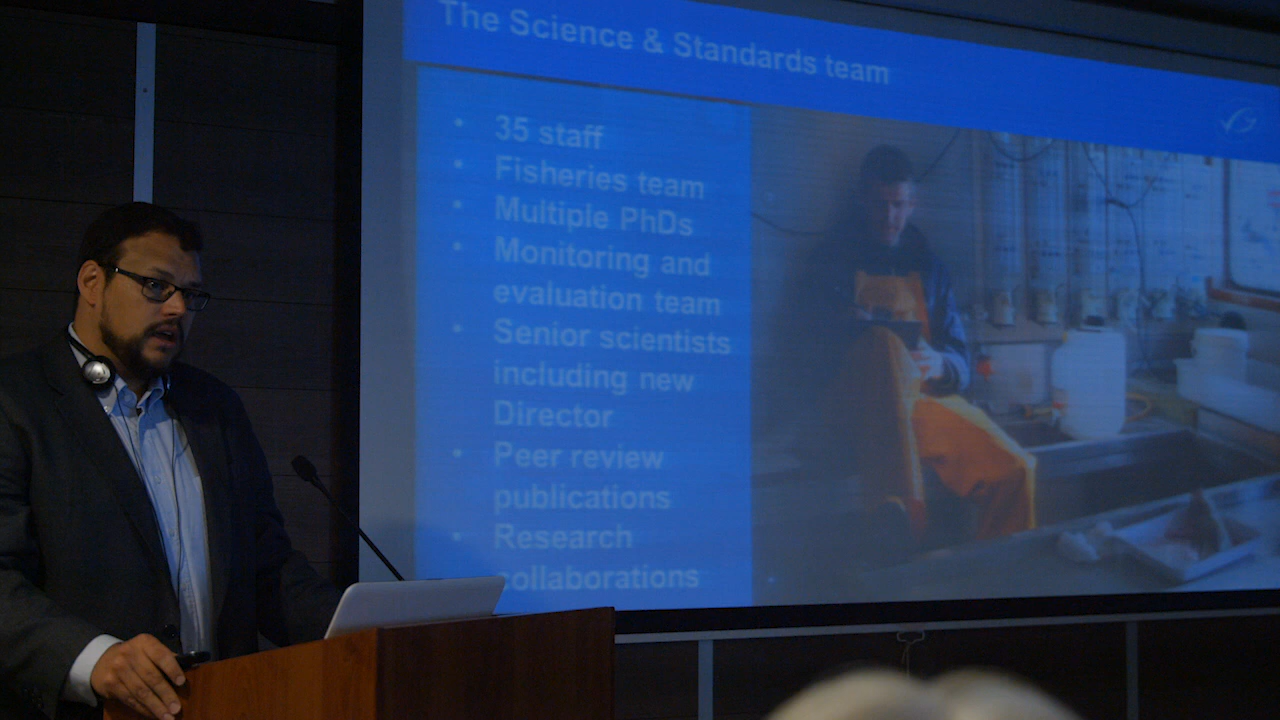 The Science & Standards team
• 35 staff
• Fisheries team
• Multiple PhDs
• Monitoring and
evaluation team
• Senior scientists
including new
Director
• Peer review
publications
• Research
collaborations